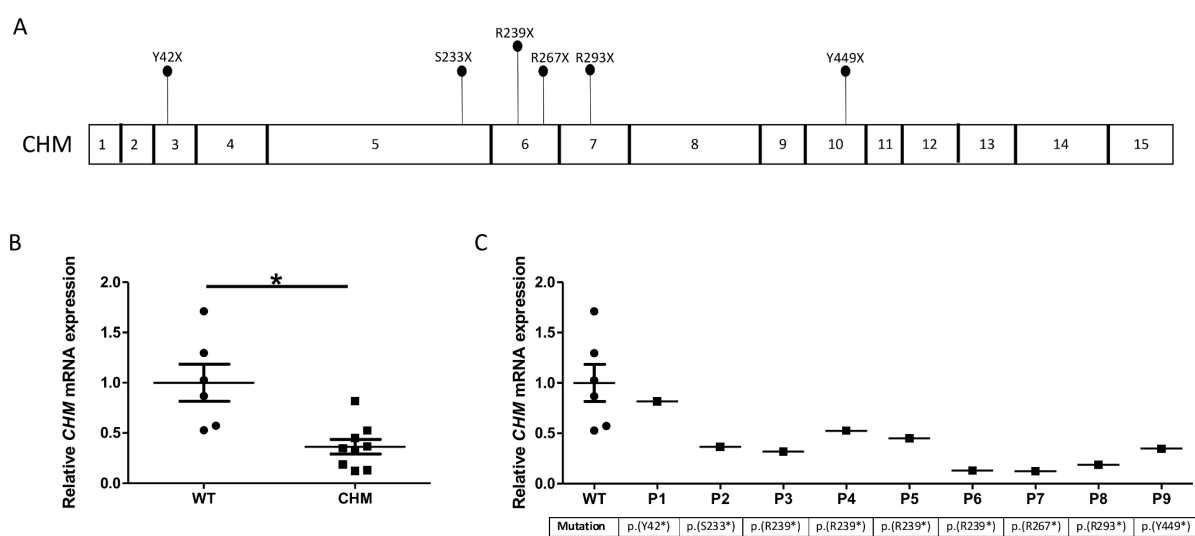 A
R239X
Y42X S233X R267X R293X Y449X
CHM 1 2 3 4 5 6 7 8 9 10 11 12 13 14 15
B
Relative CHM mRNA expression
2.0
1.5
1.0
0.5
0.0
*
WT CHM
C
Relative CHM mRNA expression
2.0
1.5
1.0
0.5
0.0
WT P1 P2 P3 P4 P5 P6 P7 P8 P9
Mutation p.(Y42*) p.(S233*) p.(R239*) p.(R239*) p.(R239*) p.(R239*) p.(R267*) p.(R293*) p.(Y449*)